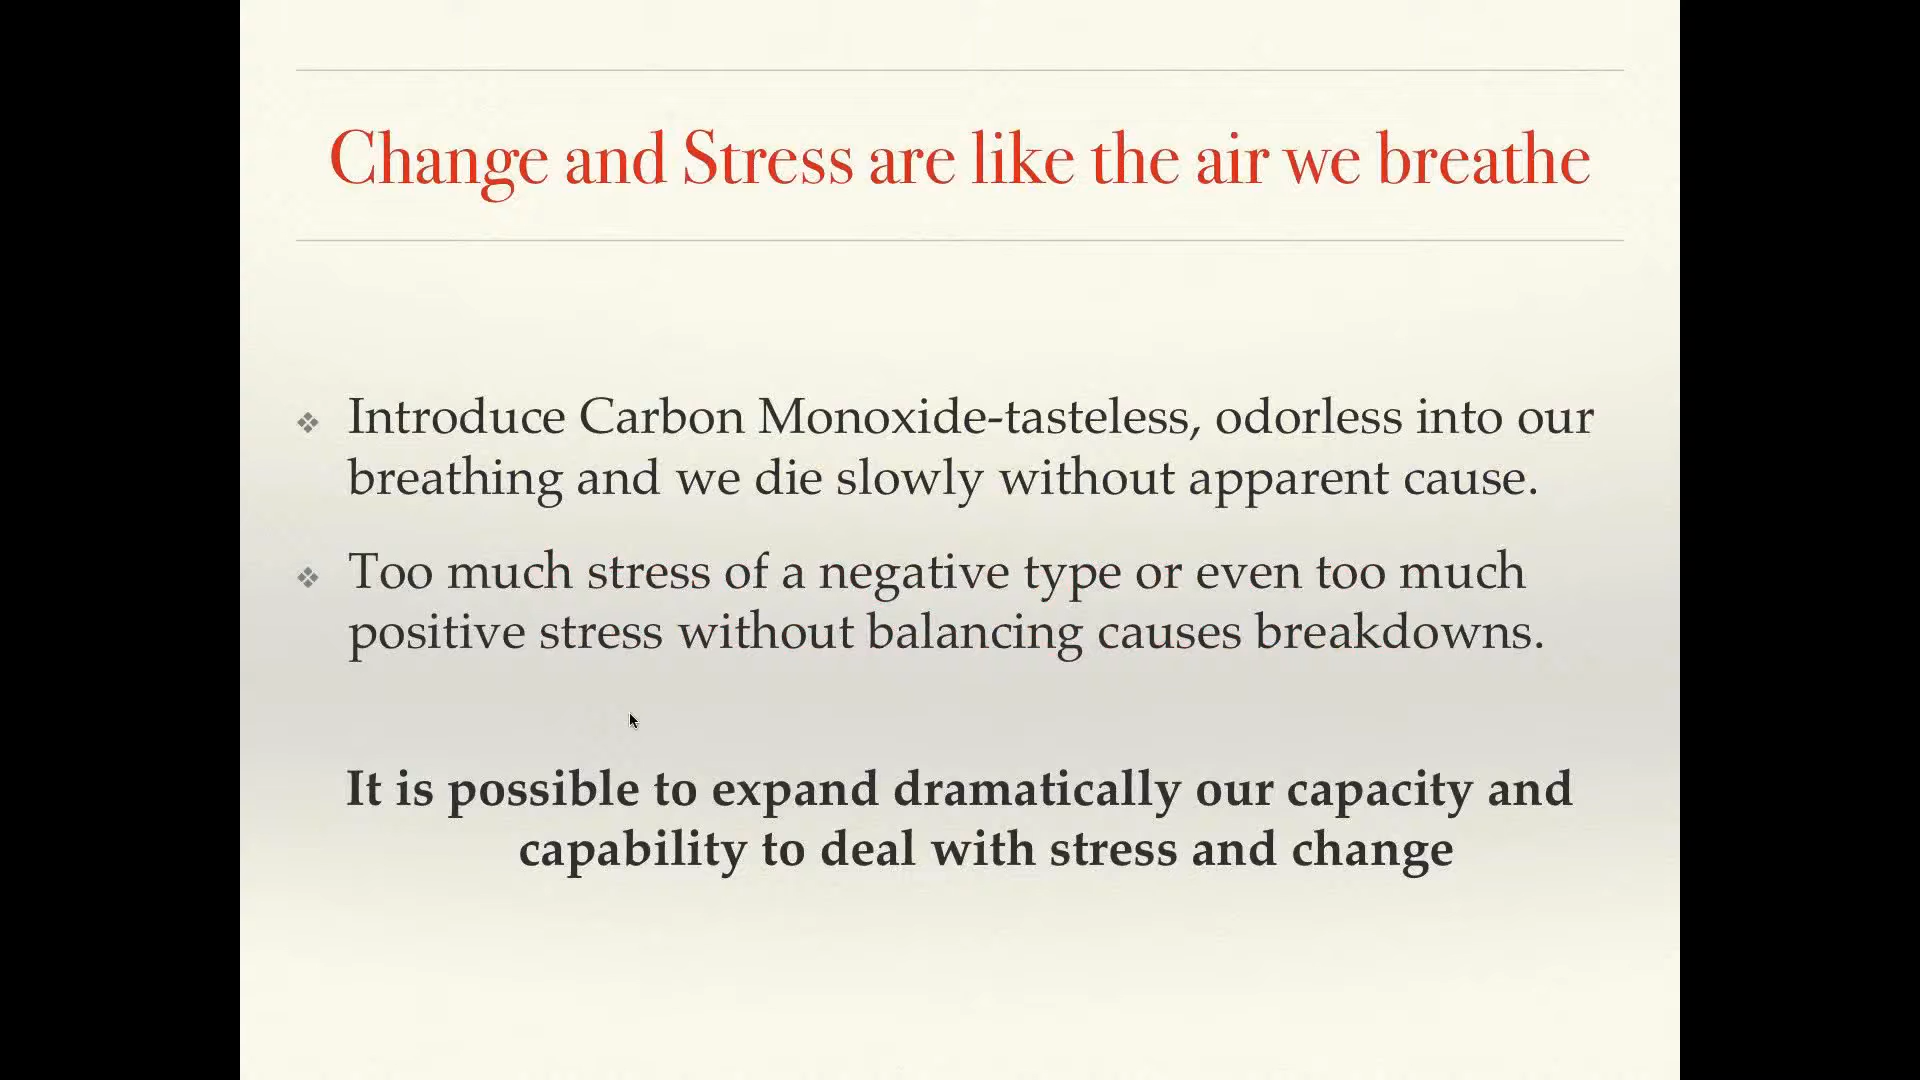 Change and Stress are like the air we breathe
Introduce Carbon Monoxide-tasteless, odorless into our
breathing and we die slowly without apparent cause.
Too much stress of a negative type or even too much
positive stress without balancing causes breakdowns.
It is possible to expand dramatically our capacity and
capability to deal with stress and change